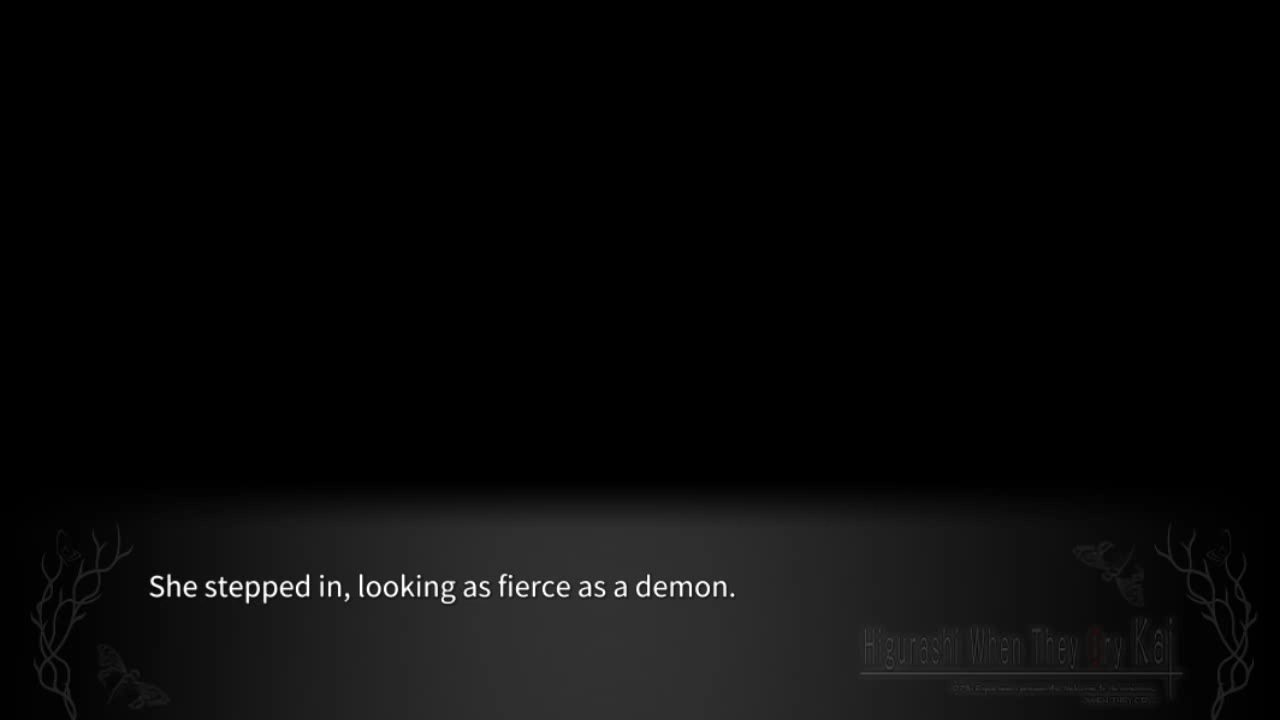 She stepped in, looking as fierce as a demon.
Higurashi When They Cry Kai